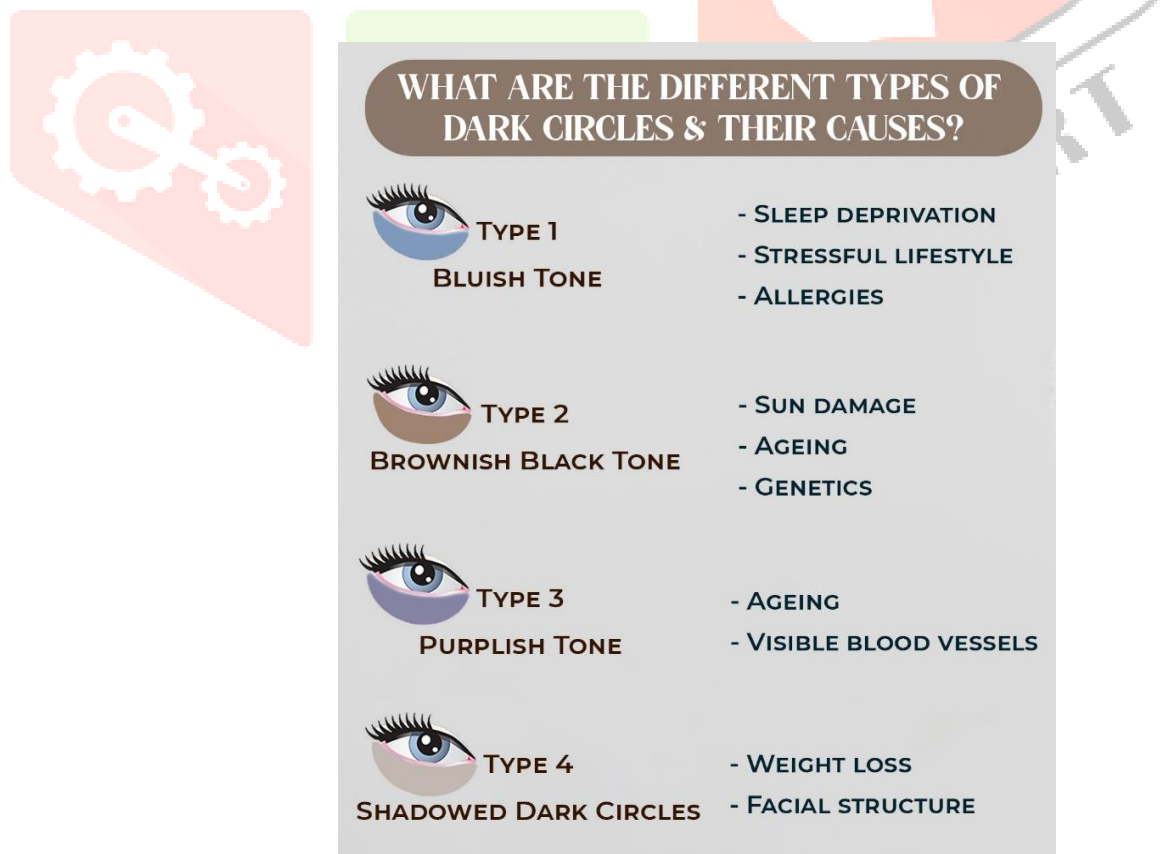 WHAT ARE THE DIFFERENT TYPES OF
DARK CIRCLES & THEIR CAUSES?
TYPE 1
BLUISH TONE
- SLEEP DEPRIVATION
- STRESSFUL LIFESTYLE
- ALLERGIES
TYPE 2
BROWNISH BLACK TONE
- SUN DAMAGE
- AGEING
- GENETICS
TYPE 3
PURPLISH TONE
- AGEING
- VISIBLE BLOOD VESSELS
TYPE 4
SHADOWED DARK CIRCLES
- WEIGHT LOSS
- FACIAL STRUCTURE